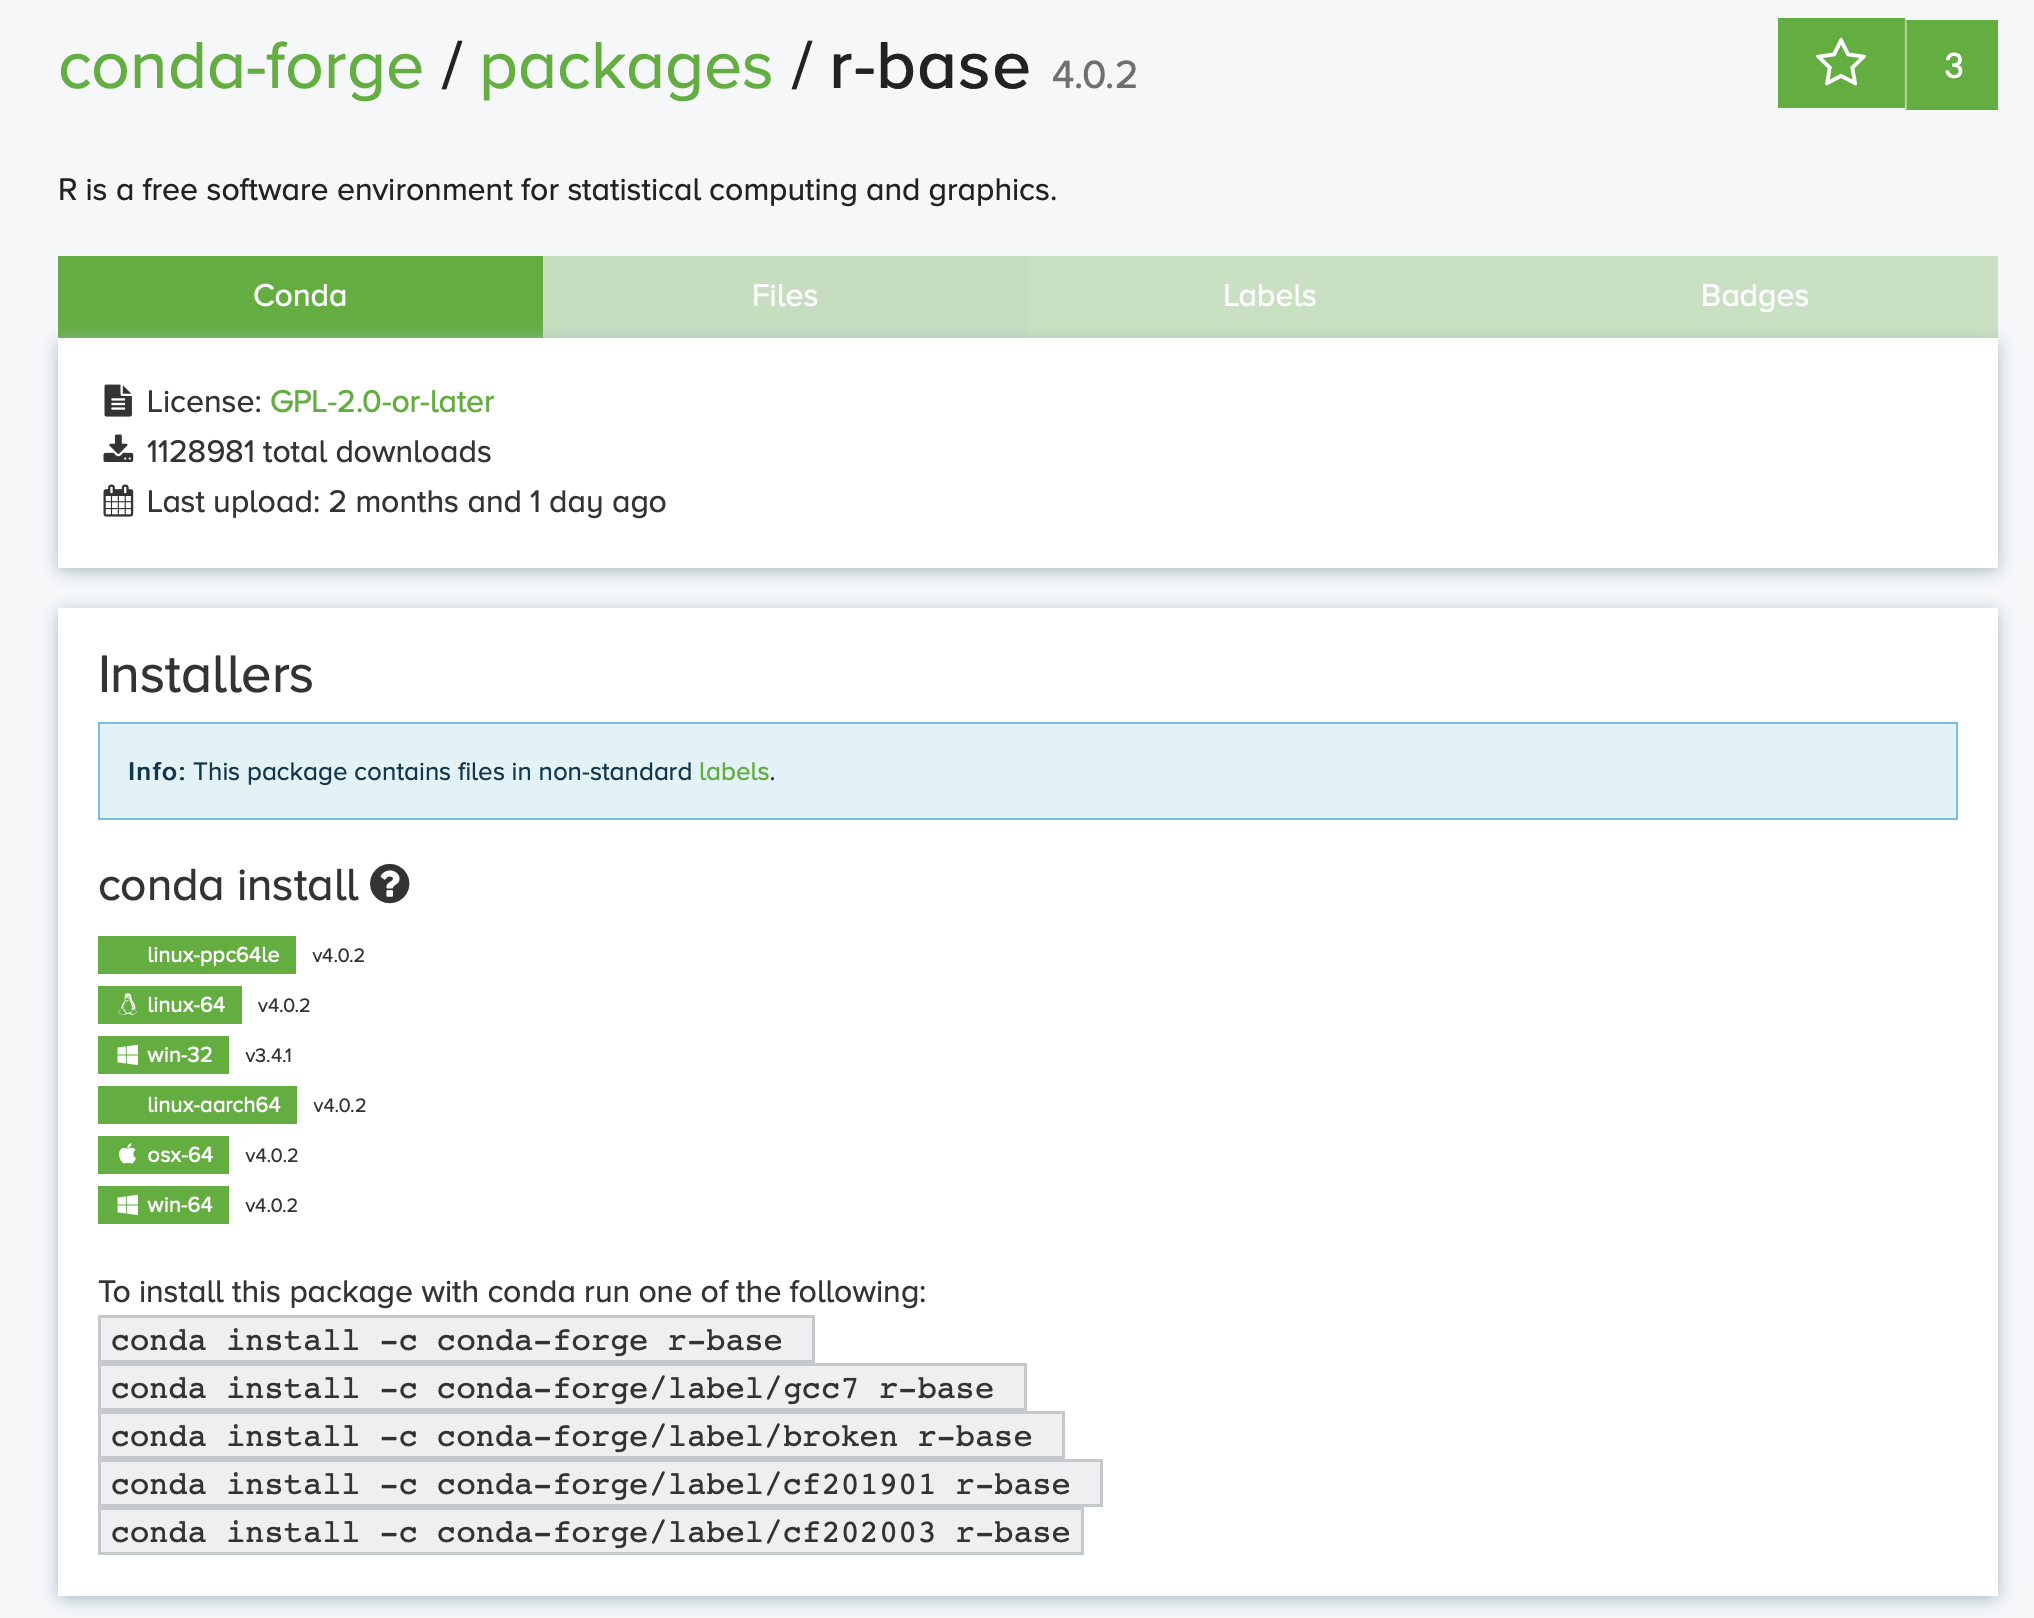 conda-forge / packages / r-base 4.0.2
3
R is a free software environment for statistical computing and graphics.
Conda
Files
Labels
Badges
License: GPL-2.0-or-later
1128981 total downloads
Last upload: 2 months and 1 day ago
Installers
Info: This package contains files in non-standard labels.
conda install ?
linux-ppc64le v4.0.2
linux-64 v4.0.2
win-32 v3.4.1
linux-aarch64 v4.0.2
osx-64 v4.0.2
win-64 v4.0.2
To install this package with conda run one of the following:
conda install -c conda-forge r-base
conda install -c conda-forge/label/gcc7 r-base
conda install -c conda-forge/label/broken r-base
conda install -c conda-forge/label/cf201901 r-base
conda install -c conda-forge/label/cf202003 r-base